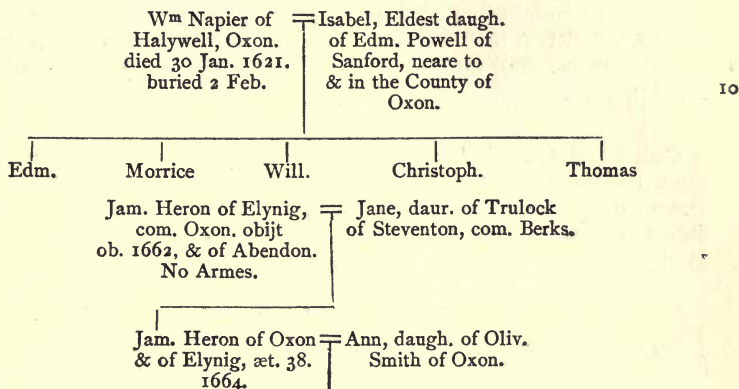 Wm Napier of
Halywell, Oxon.
died 30 Jan. 1621.
buried 2 Feb.
Isabel, Eldest daugh.
of Edm. Powell of
Sanford, neare to
& in the County of
Oxon.
10
Edm. Morrice Will. Christoph. Thomas
Jam. Heron of Elynig,
com. Oxon. obijt
ob. 1662, & of Abendon.
No Armes.
Jane, daur. of Trulock
of Steventon, com. Berks.
Jam. Heron of Oxon
& of Elynig, æt. 38.
1664.
Ann, daugh. of Oliv.
Smith of Oxon.